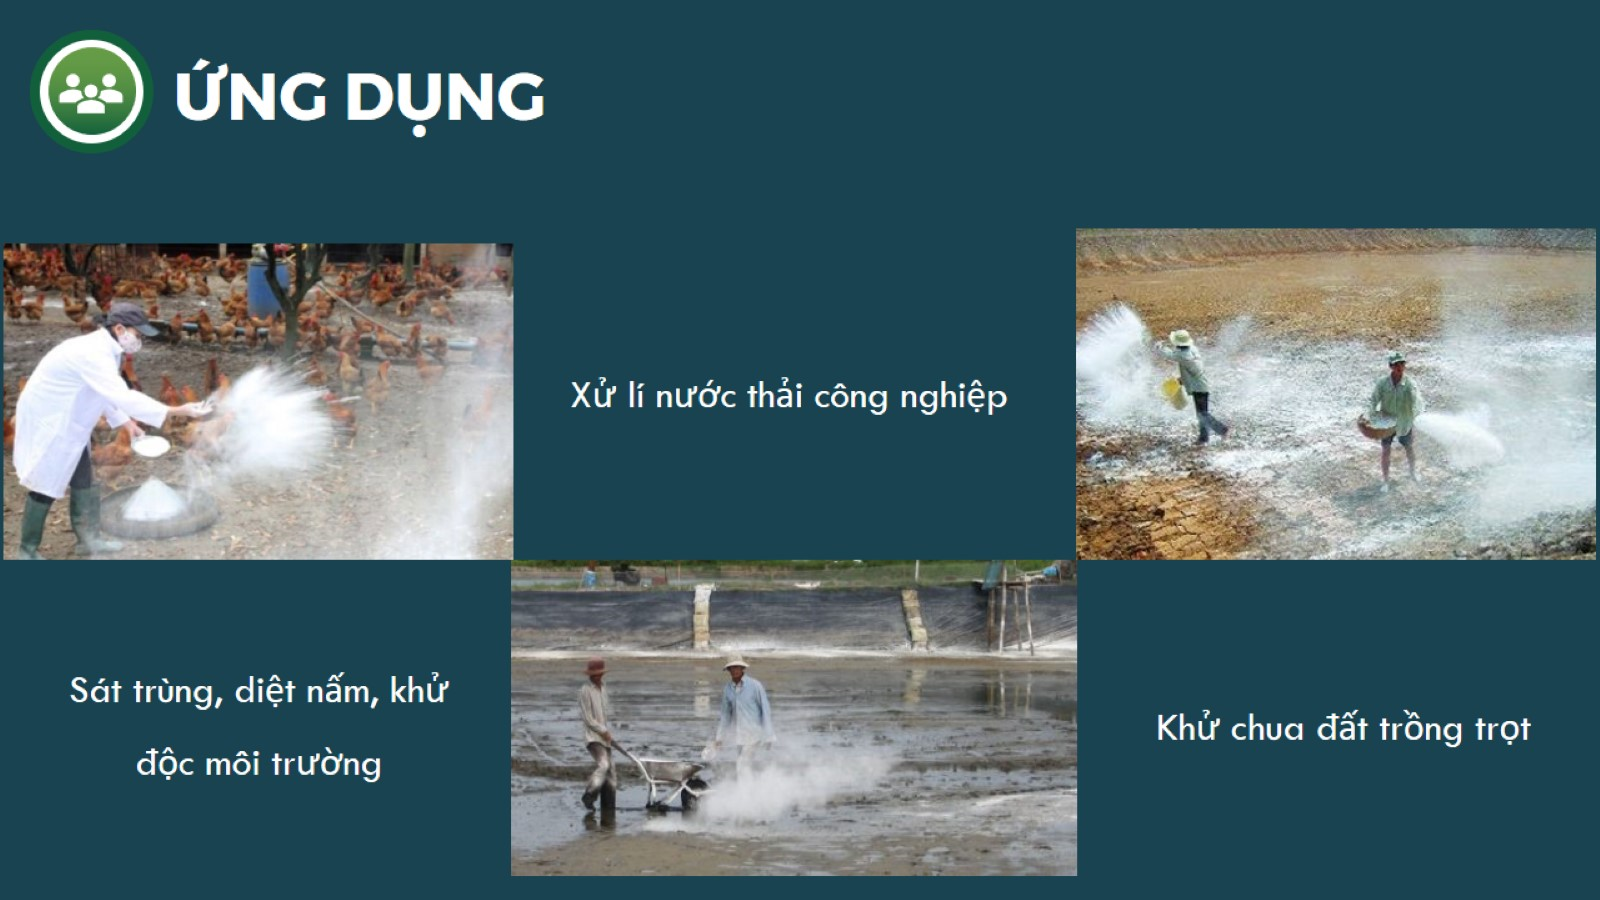 ỨNG DỤNG
Xử lí nước thải công nghiệp
Sát trùng, diệt nấm, khử
độc môi trường
Khử chua đất trồng trọt